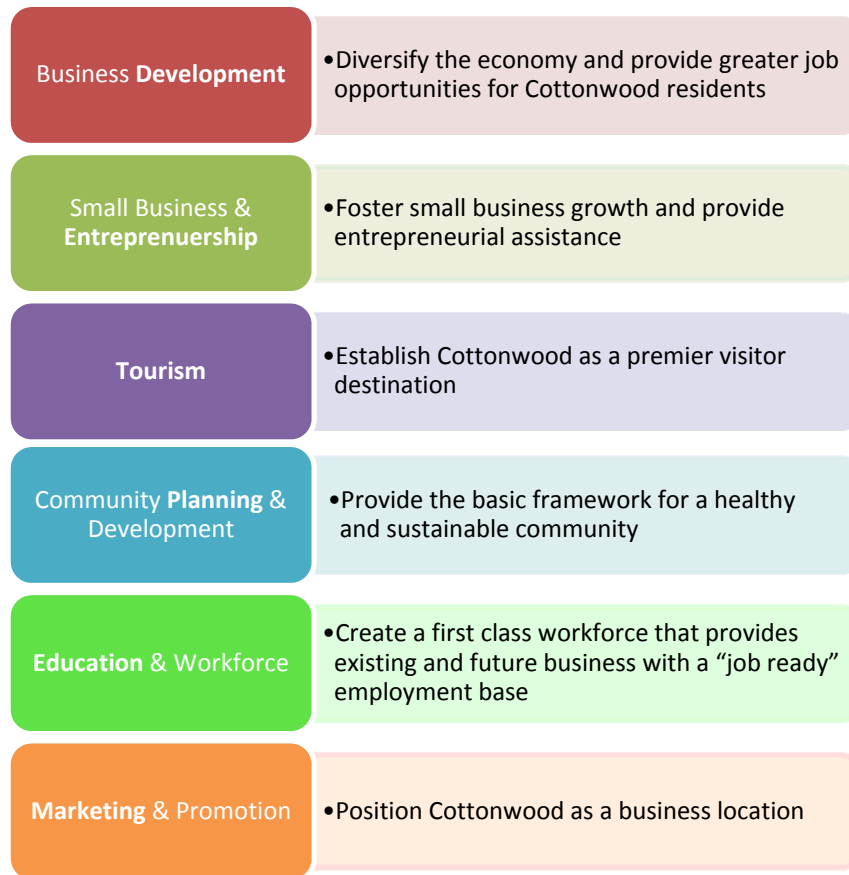 Business Development
•Diversify the economy and provide greater job
opportunities for Cottonwood residents
Small Business &
Entreprenuership
•Foster small business growth and provide
entrepreneurial assistance
Tourism
•Establish Cottonwood as a premier visitor
destination
Community Planning &
Development
•Provide the basic framework for a healthy
and sustainable community
Education & Workforce
•Create a first class workforce that provides
existing and future business with a “job ready”
employment base
Marketing & Promotion
•Position Cottonwood as a business location